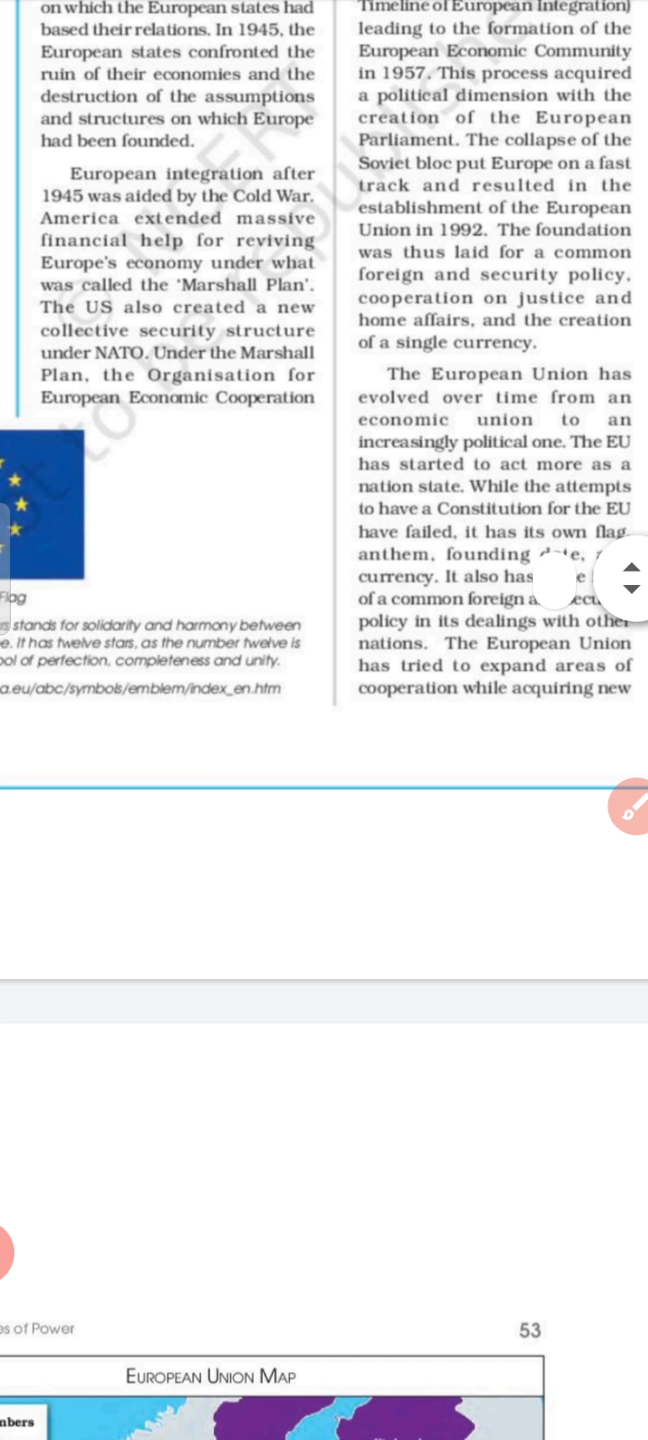 on which the European states had
based their relations. In 1945, the
European states confronted the
ruin of their economies and the
destruction of the assumptions
and structures on which Europe
had been founded.
European integration after
1945 was aided by the Cold War.
America extended massive
financial help for reviving
Europe's economy under what
was called the 'Marshall Plan'.
The US also created a new
collective security structure
under NATO. Under the Marshall
Plan, the Organisation for
European Economic Cooperation
Flag
stands for solidarity and harmony between
e. It has twelve stars, as the number twelve is
ol of perfection, completeness and unity.
a.eu/abc/symbols/emblem/index_en.htm
Timeline of European Integration)
leading to the formation of the
European Economic Community
in 1957. This process acquired
a political dimension with the
creation of the European
Parliament. The collapse of the
Soviet bloc put Europe on a fast
track and resulted in the
establishment of the European
Union in 1992. The foundation
was thus laid for a common
foreign and security policy,
cooperation on justice and
home affairs, and the creation
of a single currency.
The European Union has
evolved over time from an
economic union to an
increasingly political one. The EU
has started to act more as a
nation state. While the attempts
to have a Constitution for the EU
have failed, it has its own flag,
anthem, founding
currency. It also has
of a common foreign
policy in its dealings with other
nations. The European Union
has tried to expand areas of
cooperation while acquiring new
© NCERT
to be republishe
es of Power
53
EUROPEAN UNION MAP
mbers